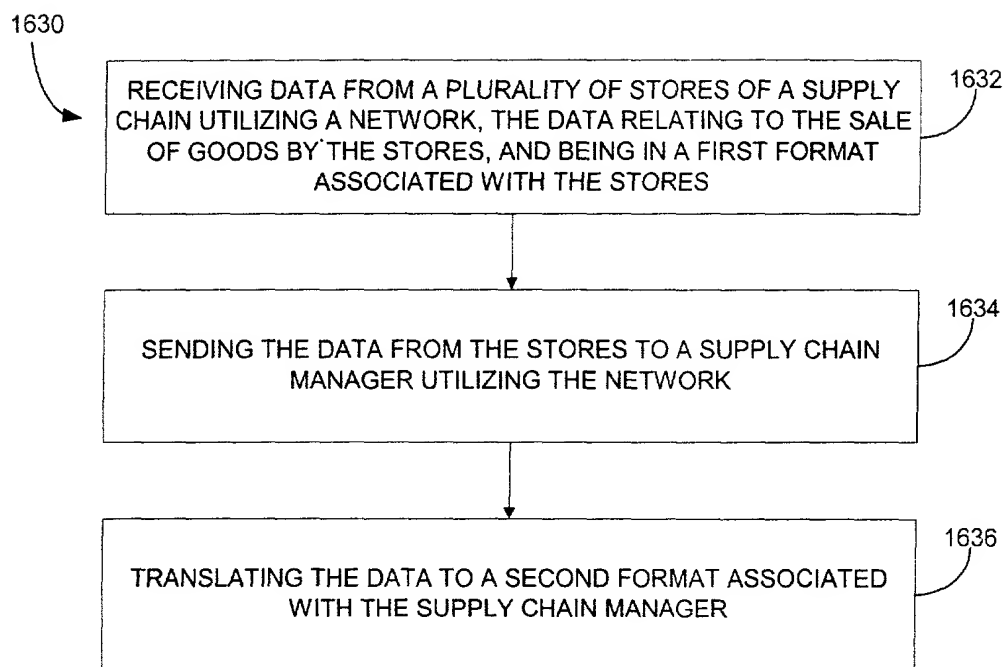 1630
1632
RECEIVING DATA FROM A PLURALITY OF STORES OF A SUPPLY
CHAIN UTILIZING A NETWORK, THE DATA RELATING TO THE SALE
OF GOODS BY THE STORES, AND BEING IN A FIRST FORMAT
ASSOCIATED WITH THE STORES
1634
SENDING THE DATA FROM THE STORES TO A SUPPLY CHAIN
MANAGER UTILIZING THE NETWORK
1636
TRANSLATING THE DATA TO A SECOND FORMAT ASSOCIATED
WITH THE SUPPLY CHAIN MANAGER